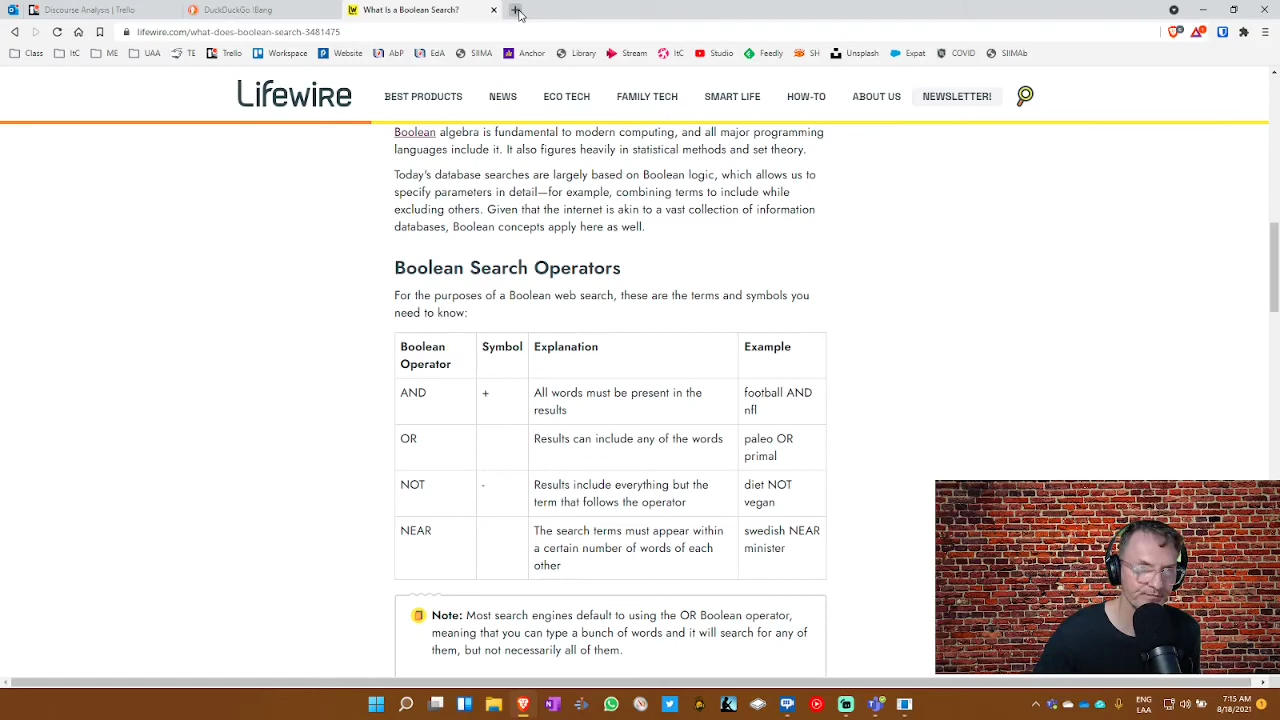 Discourse Analysis | Trello
DuckDuckGo !Bang
What Is a Boolean Search?
lifewire.com/what-does-boolean-search-3481475
Class
ItC
ME
UAA
TE
Trello
Workspace
Website
AbP
EdA
SIIMA
Anchor
Library
Stream
ItC
Studio
Feedly
SH
Unsplash
Expat
COVID
SIIMAb
Lifewire
BEST PRODUCTS
NEWS
ECO TECH
FAMILY TECH
SMART LIFE
HOW-TO
ABOUT US
NEWSLETTER!
Boolean algebra is fundamental to modern computing, and all major programming
languages include it. It also figures heavily in statistical methods and set theory.
Today's database searches are largely based on Boolean logic, which allows us to
specify parameters in detail—for example, combining terms to include while
excluding others. Given that the internet is akin to a vast collection of information
databases, Boolean concepts apply here as well.
Boolean Search Operators
For the purposes of a Boolean web search, these are the terms and symbols you
need to know:
Boolean
Operator
Symbol
Explanation
Example
AND
+
All words must be present in the
results
football AND
nfl
OR
Results can include any of the words
paleo OR
primal
NOT
-
Results include everything but the
term that follows the operator
diet NOT
vegan
NEAR
The search terms must appear within
a certain number of words of each
other
swedish NEAR
minister
Note: Most search engines default to using the OR Boolean operator,
meaning that you can type a bunch of words and it will search for any of
them, but not necessarily all of them.
ENG
LAA
7:15 AM
8/18/2021